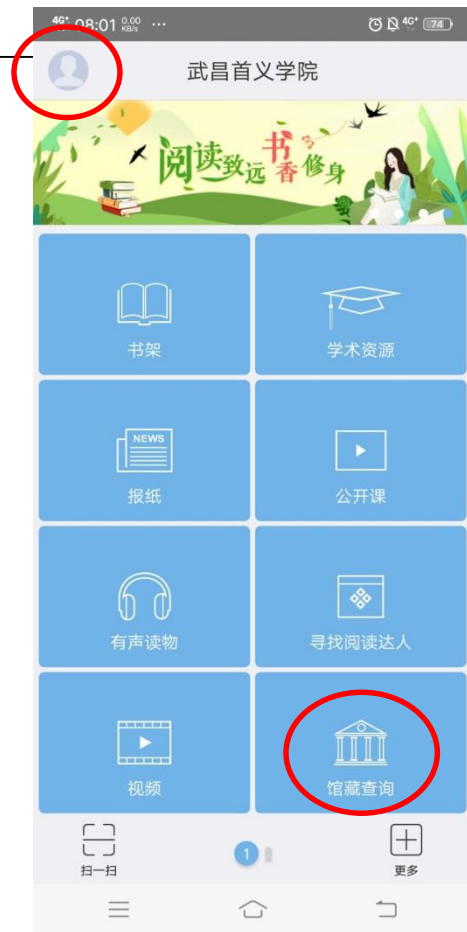 4G+ 08:01 0.00 KB/s ··· 4G+ 74
武昌首义学院
阅读致远 书香修身
书架
学术资源
NEWS
报纸
公开课
有声读物
寻找阅读达人
视频
馆藏查询
1
扫一扫
更多